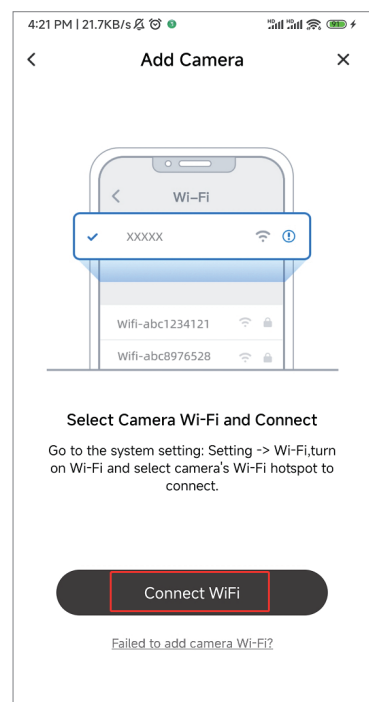 4:21 PM | 21.7KB/s
Add Camera
Wi-Fi
XXXXX
Wifi-abc1234121
Wifi-abc8976528
Select Camera Wi-Fi and Connect
Go to the system setting: Setting -> Wi-Fi,turn
on Wi-Fi and select camera's Wi-Fi hotspot to
connect.
Connect WiFi
Failed to add camera Wi-Fi?